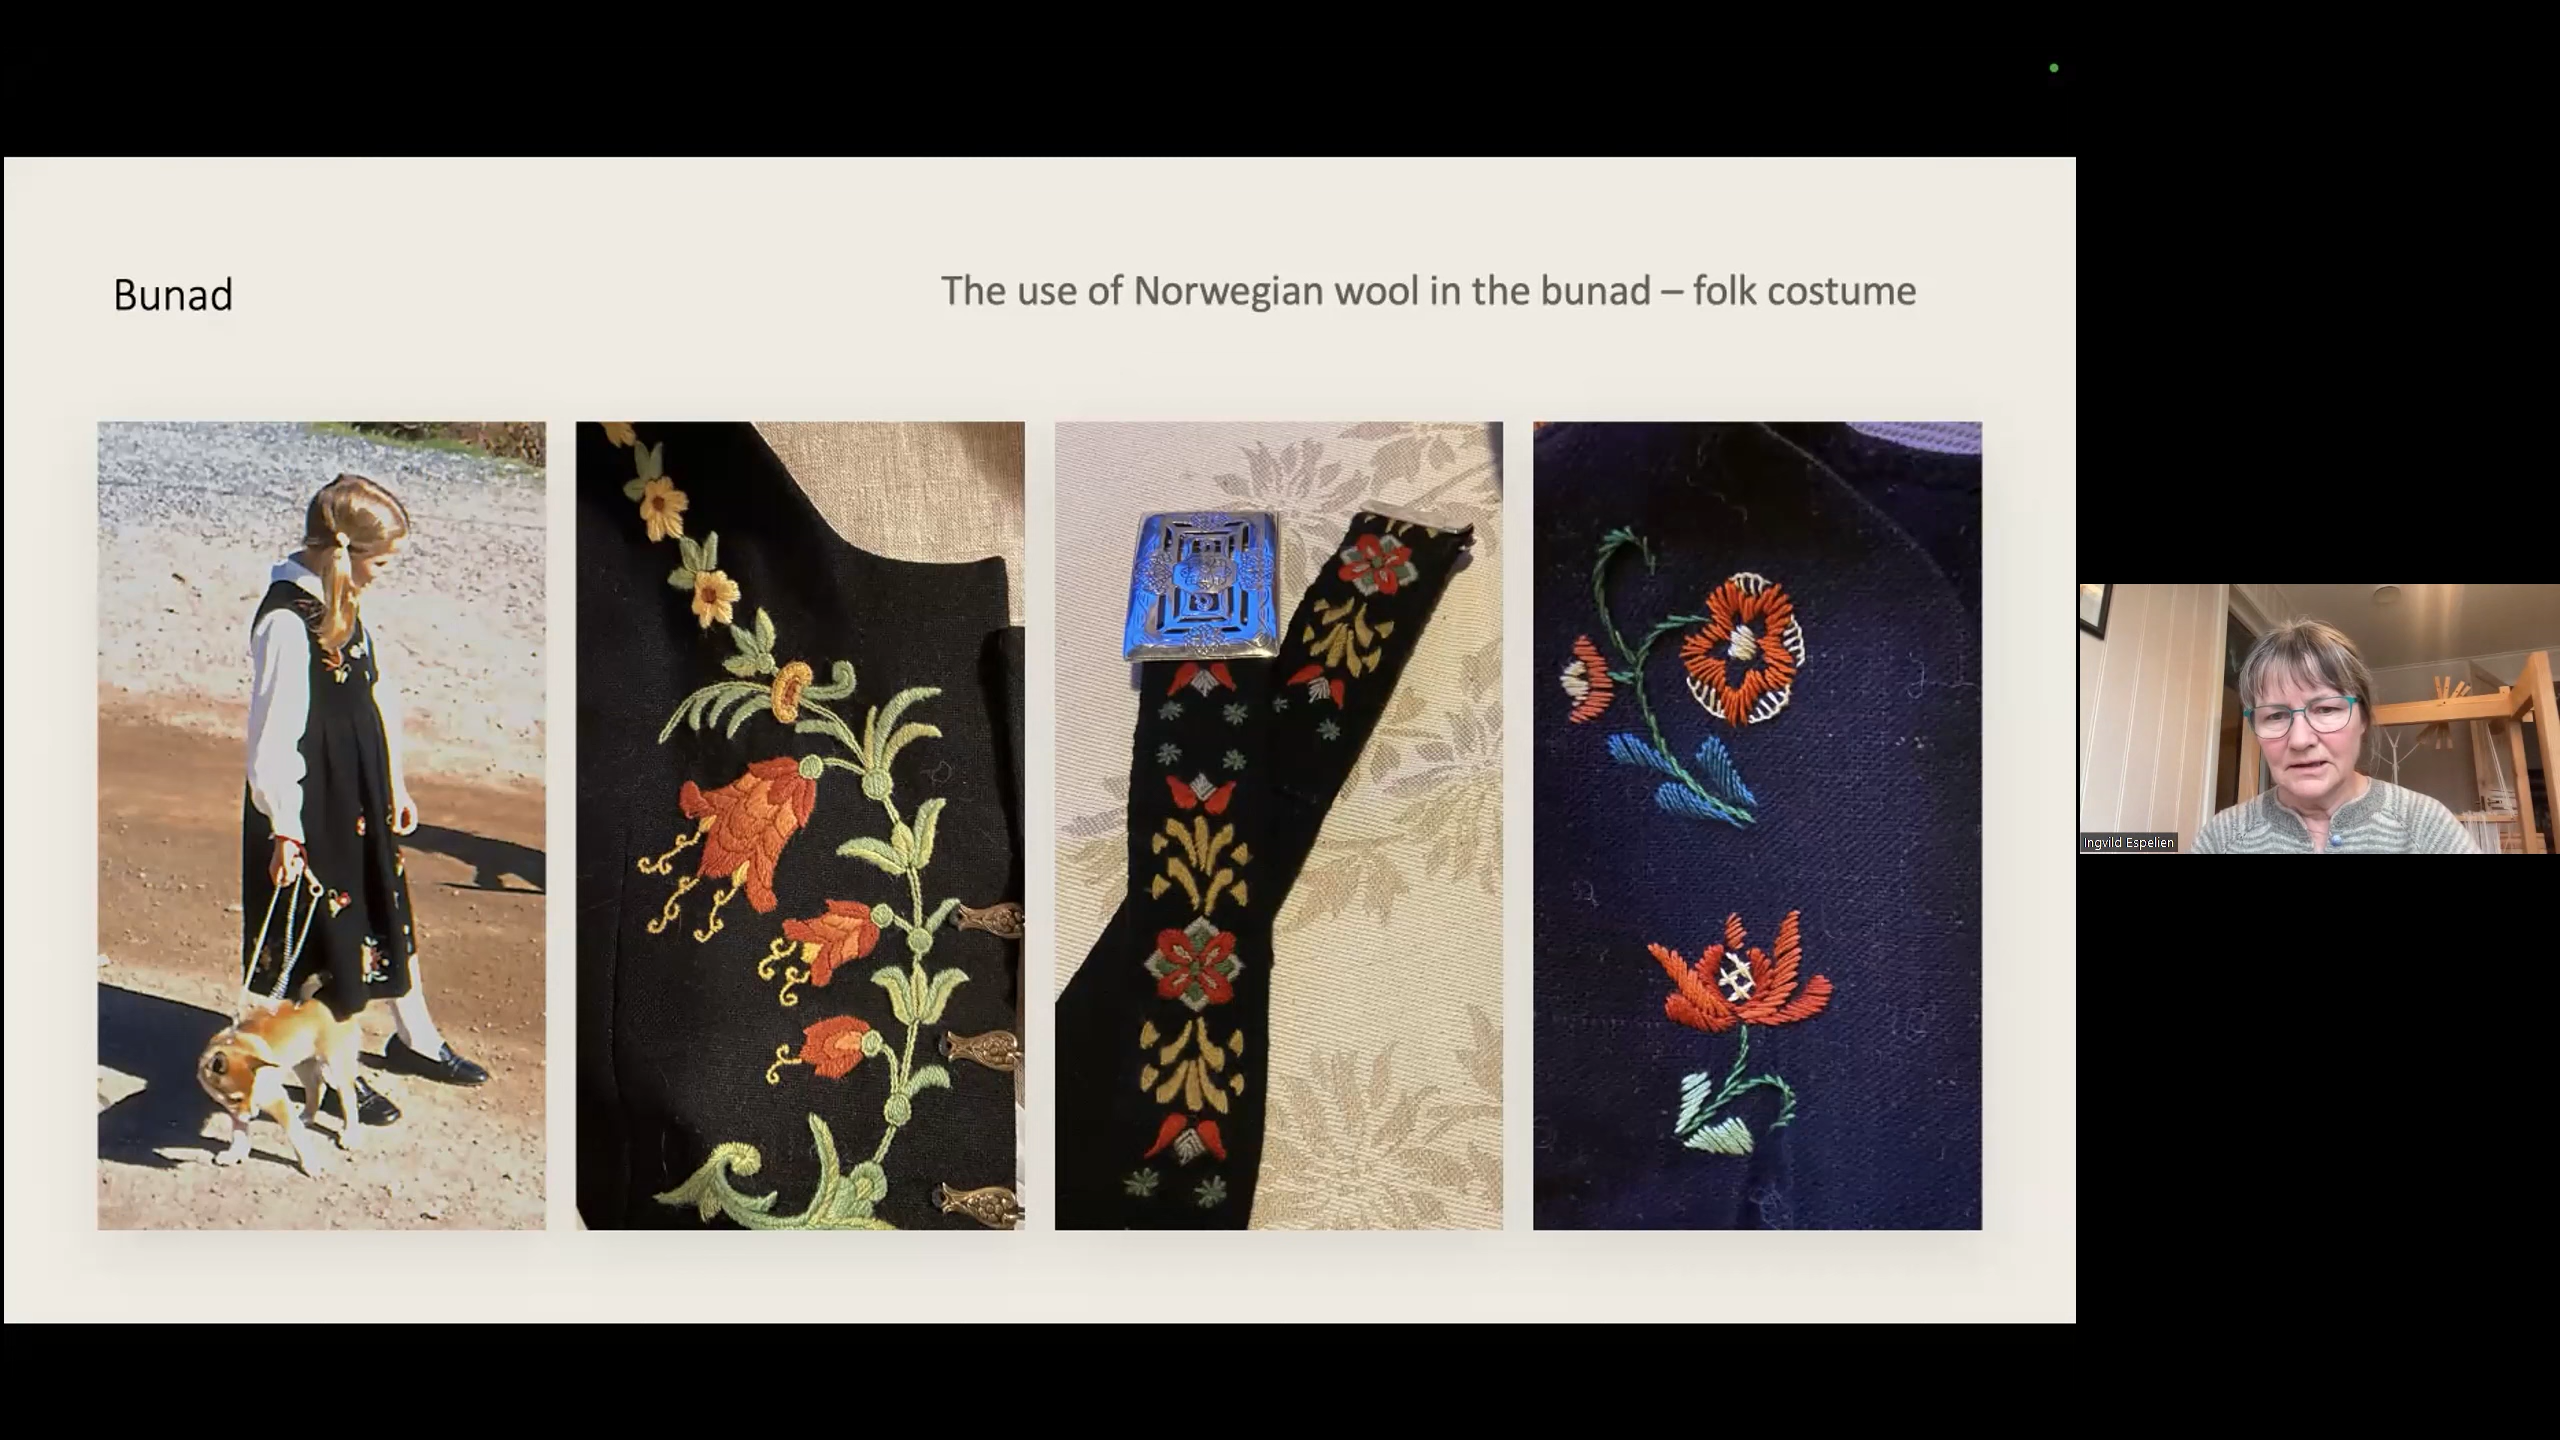 Bunad
The use of Norwegian wool in the bunad – folk costume
Ingvild Espelien